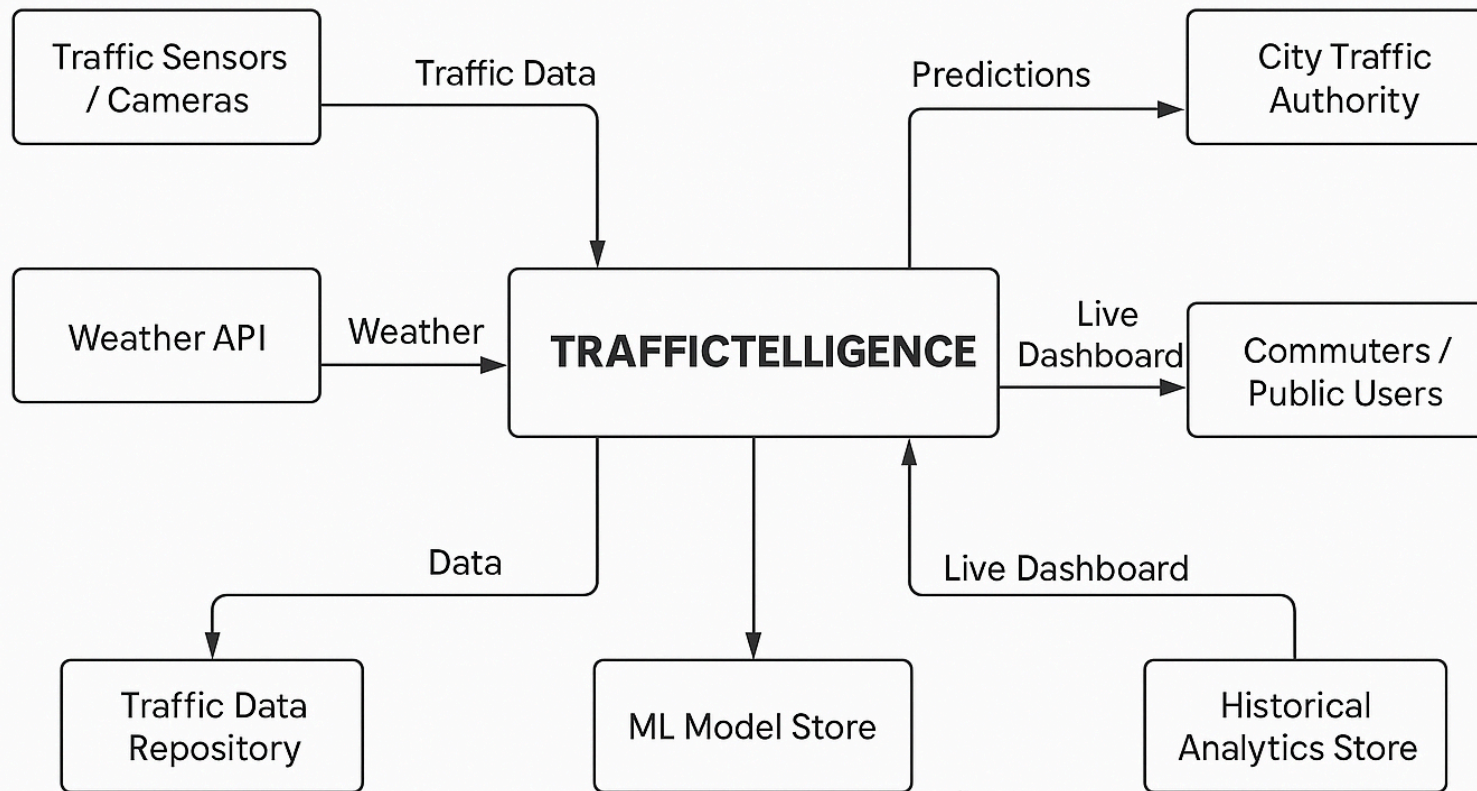 Traffic Sensors
/ Cameras
Traffic Data
Predictions
City Traffic
Authority
Weather API
Weather
TRAFFICTELLIGENCE
Live
Dashboard
Commuters /
Public Users
Data
Live Dashboard
Traffic Data
Repository
ML Model Store
Historical
Analytics Store